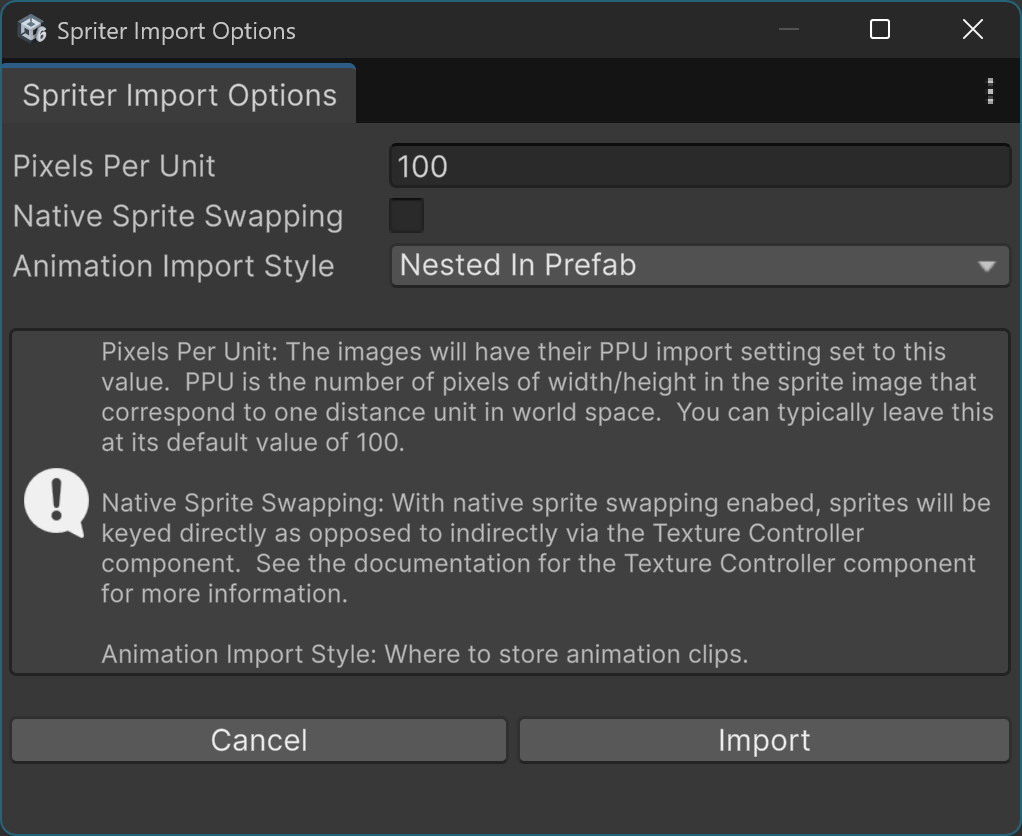 Spriter Import Options
Spriter Import Options
Pixels Per Unit
100
Native Sprite Swapping
Animation Import Style
Nested In Prefab
Pixels Per Unit: The images will have their PPU import setting set to this
value.  PPU is the number of pixels of width/height in the sprite image that
correspond to one distance unit in world space.  You can typically leave this
at its default value of 100.
Native Sprite Swapping: With native sprite swapping enabed, sprites will be
keyed directly as opposed to indirectly via the Texture Controller
component.  See the documentation for the Texture Controller component
for more information.
Animation Import Style: Where to store animation clips.
Cancel
Import